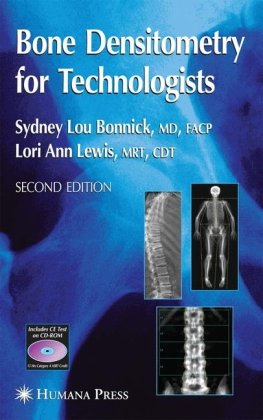 Bone Densitometry
for Technologists
Sydney Lou Bonnick, MD, FACP
Lori Ann Lewis, MRT, CDT
SECOND EDITION
Includes CE Test
on CD-ROM
HUMANA PRESS